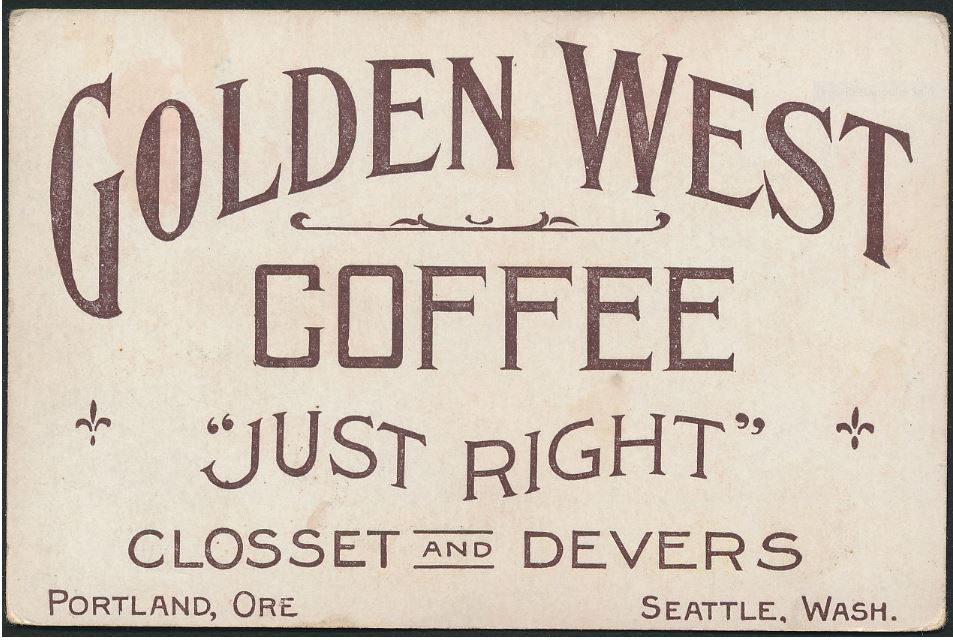 GOLDEN WEST
COFFEE
"JUST RIGHT"
CLOSSET AND DEVERS
PORTLAND, ORE
SEATTLE, WASH.